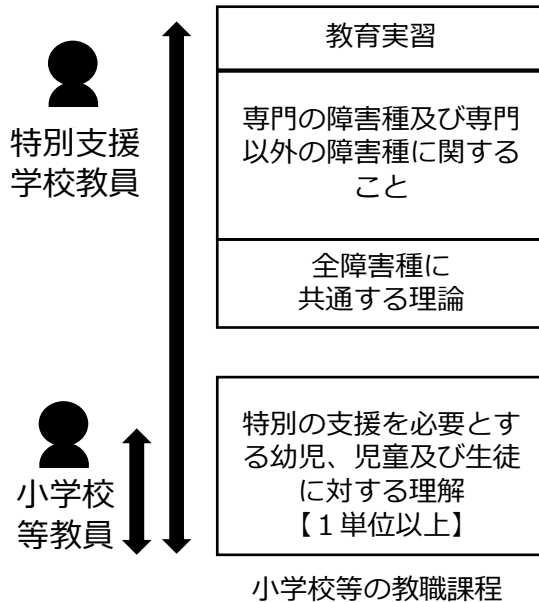 教育実習
専門の障害種及び専門
以外の障害種に関する
こと
全障害種に
共通する理論
特別支援
学校教員
特別の支援を必要とす
る幼児、児童及び生徒
に対する理解
【１単位以上】
小学校
等教員
小学校等の教職課程